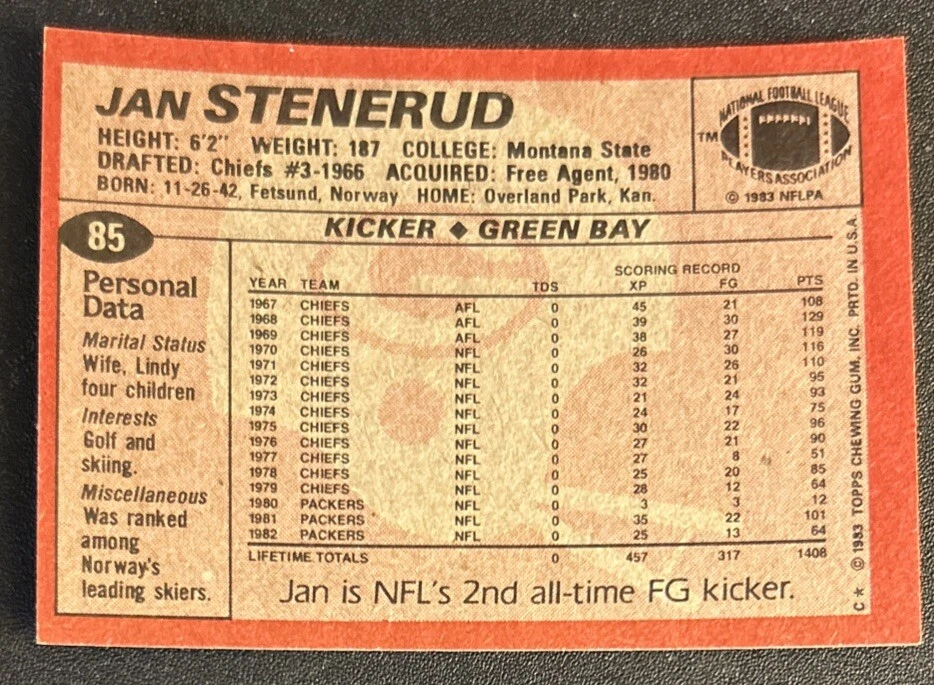 JAN STENERUD
HEIGHT: 6'2" WEIGHT: 187 COLLEGE: Montana State
DRAFTED: Chiefs #3-1966 ACQUIRED: Free Agent, 1980
BORN: 11-26-42, Fetsund, Norway HOME: Overland Park, Kan.
NATIONAL FOOTBALL LEAGUE
TM
PLAYERS ASSOCIATION
© 1983 NFLPA
85
KICKER ◆ GREEN BAY
Personal
Data
Marital Status
Wife, Lindy
four children
Interests
Golf and
skiing.
Miscellaneous
Was ranked
among
Norway's
leading skiers.
SCORING RECORD
YEAR TEAM TDS XP FG PTS
1967 CHIEFS AFL 0 45 21 108
1968 CHIEFS AFL 0 39 30 129
1969 CHIEFS AFL 0 38 27 119
1970 CHIEFS NFL 0 26 30 116
1971 CHIEFS NFL 0 32 26 110
1972 CHIEFS NFL 0 32 21 95
1973 CHIEFS NFL 0 21 24 93
1974 CHIEFS NFL 0 24 17 75
1975 CHIEFS NFL 0 30 22 96
1976 CHIEFS NFL 0 27 21 90
1977 CHIEFS NFL 0 27 8 51
1978 CHIEFS NFL 0 25 20 85
1979 CHIEFS NFL 0 28 12 64
1980 PACKERS NFL 0 3 3 12
1981 PACKERS NFL 0 35 22 101
1982 PACKERS NFL 0 25 13 64
LIFETIME TOTALS 0 457 317 1408
Jan is NFL's 2nd all-time FG kicker.
C* © 1983 TOPPS CHEWING GUM, INC. PRTD. IN U.S.A.